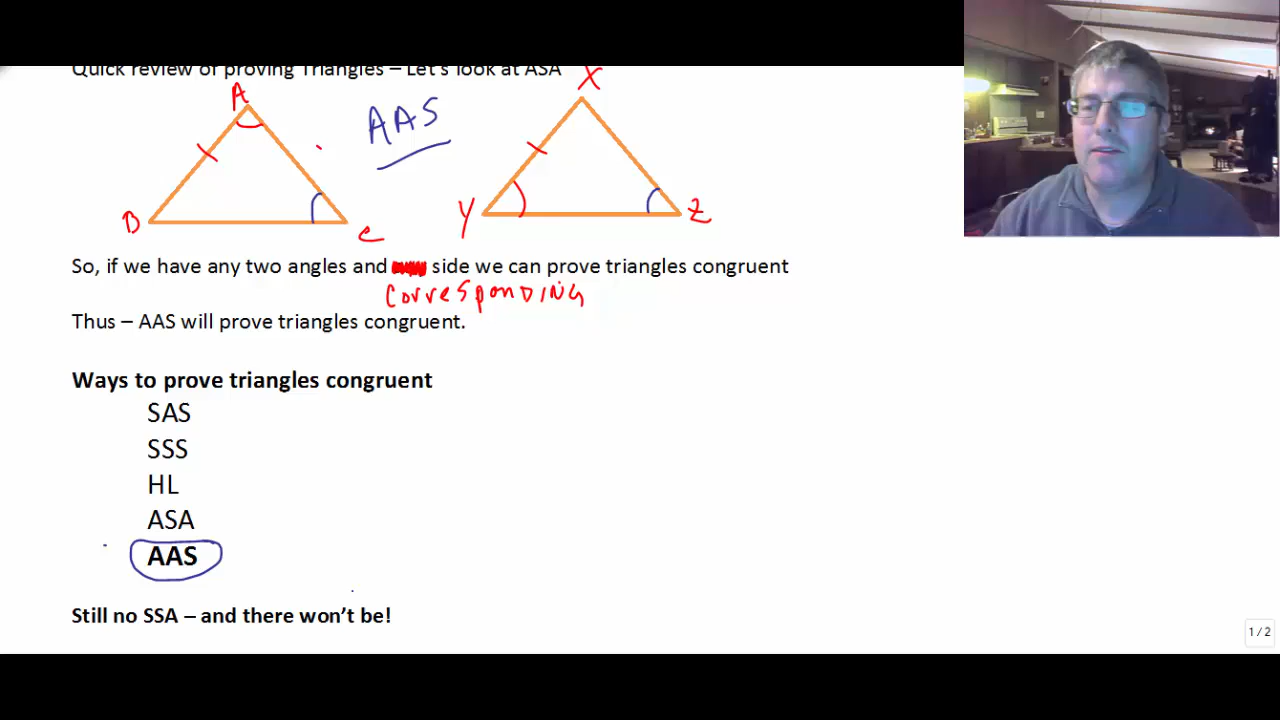 Quick review of proving Triangles – Let's look at ASA
A
X
AAS
B
C
Y
Z
So, if we have any two angles and side we can prove triangles congruent
CorresPonDING
Thus – AAS will prove triangles congruent.
Ways to prove triangles congruent
SAS
SSS
HL
ASA
AAS
Still no SSA – and there won't be!
1 / 2